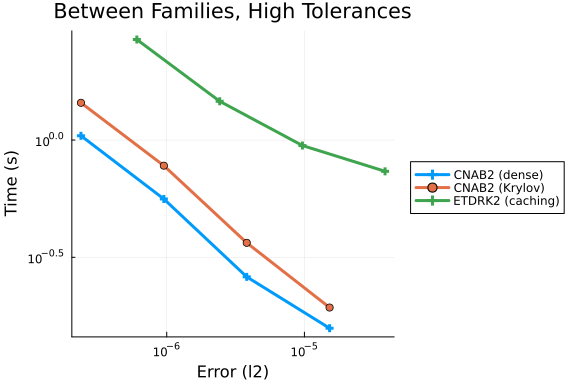 Between Families, High Tolerances
Time (s)
10^0.0
10^−0.5
10^−6
10^−5
Error (l2)
CNAB2 (dense)
CNAB2 (Krylov)
ETDRK2 (caching)